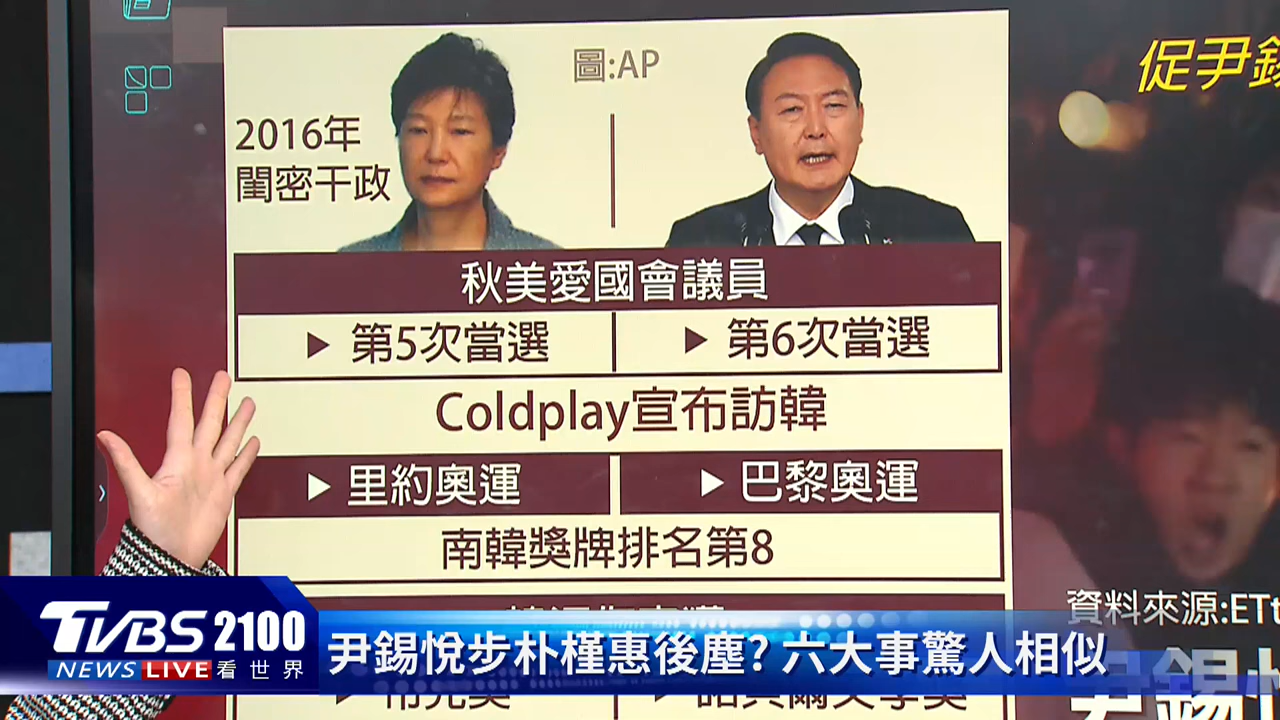 圖:AP
促尹錫
2016年
閨密干政
秋美愛國會議員
▶ 第5次當選
▶ 第6次當選
Coldplay宣布訪韓
▶ 里約奧運
▶ 巴黎奧運
南韓獎牌排名第8
資料來源:ETt
TVBS 2100
NEWS LIVE 看世界
尹錫悅步朴槿惠後塵? 六大事驚人相似